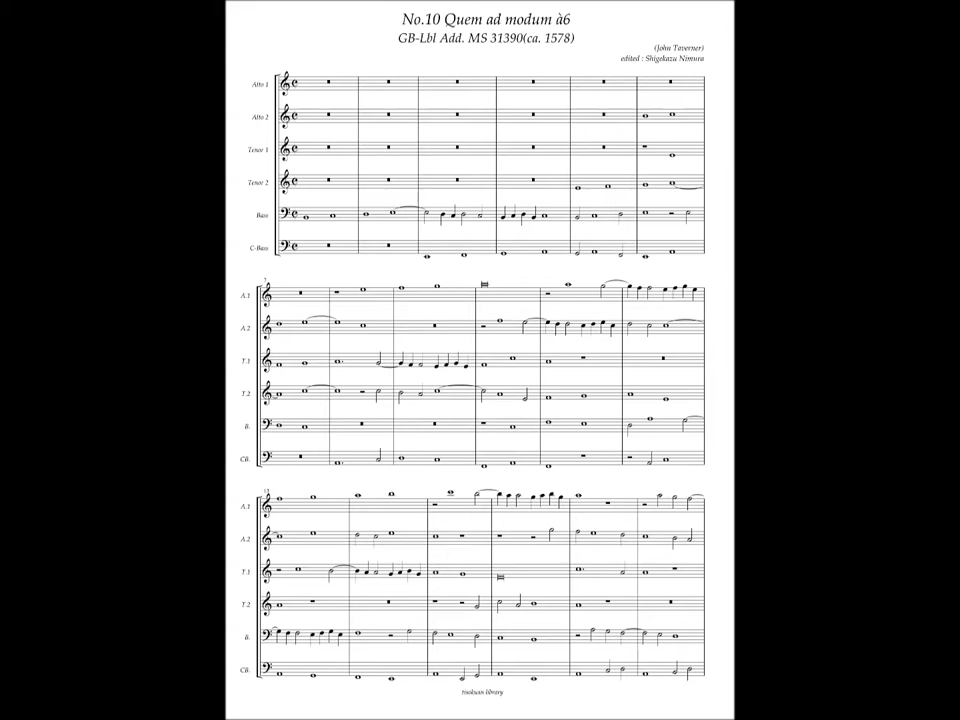 No.10 Quem ad modum à6
GB-Lbl Add. MS 31390(ca. 1578)
(John Taverner)
edited : Shigekazu Nimura
Alto 1
Alto 2
Tenor 1
Tenor 2
Bass
C-Bass
7
A.1
A.2
T.1
T.2
B.
CB.
13
A.1
A.2
T.1
T.2
B.
CB.